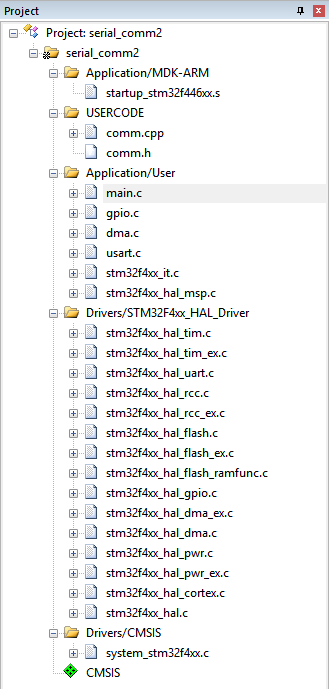 Project
Project: serial_comm2
serial_comm2
Application/MDK-ARM
startup_stm32f446xx.s
USERCODE
comm.cpp
comm.h
Application/User
main.c
gpio.c
dma.c
usart.c
stm32f4xx_it.c
stm32f4xx_hal_msp.c
Drivers/STM32F4xx_HAL_Driver
stm32f4xx_hal_tim.c
stm32f4xx_hal_tim_ex.c
stm32f4xx_hal_uart.c
stm32f4xx_hal_rcc.c
stm32f4xx_hal_rcc_ex.c
stm32f4xx_hal_flash.c
stm32f4xx_hal_flash_ex.c
stm32f4xx_hal_flash_ramfunc.c
stm32f4xx_hal_gpio.c
stm32f4xx_hal_dma_ex.c
stm32f4xx_hal_dma.c
stm32f4xx_hal_pwr.c
stm32f4xx_hal_pwr_ex.c
stm32f4xx_hal_cortex.c
stm32f4xx_hal.c
Drivers/CMSIS
system_stm32f4xx.c
CMSIS